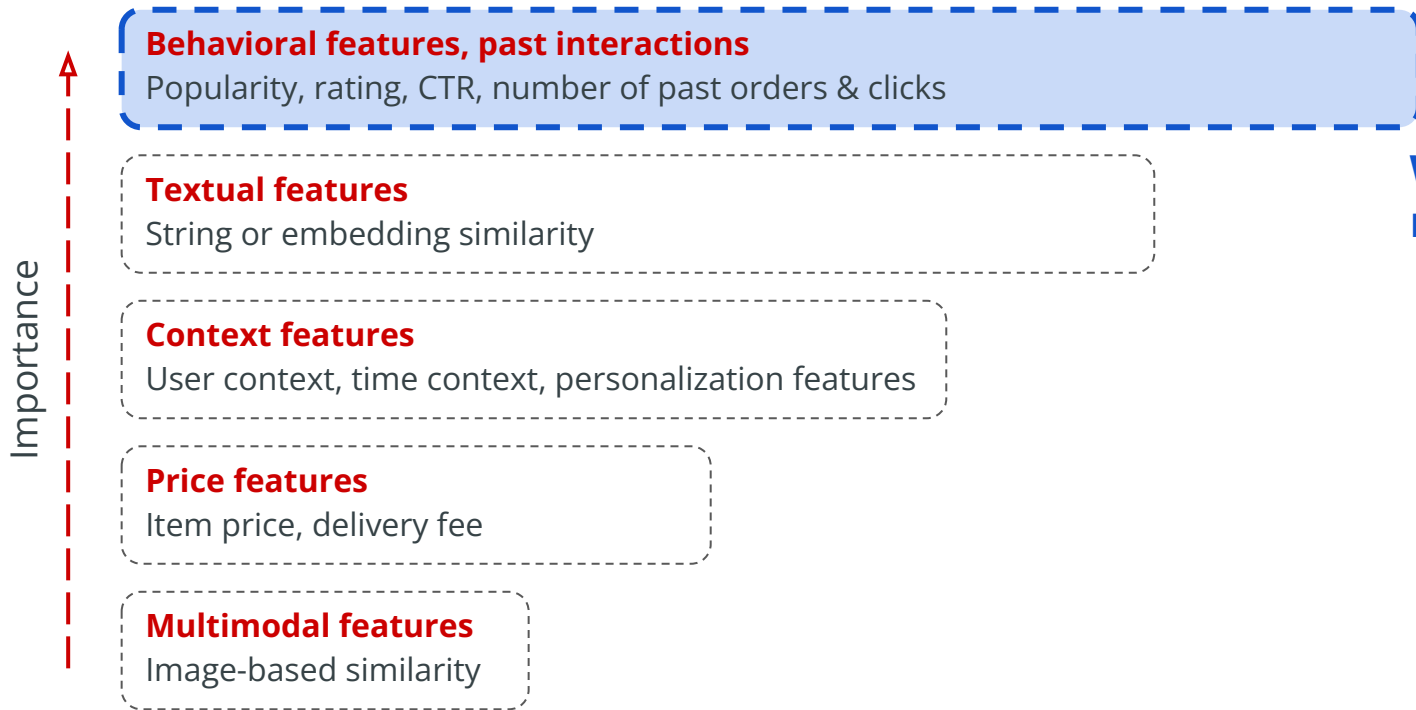 Behavioral features, past interactions
Popularity, rating, CTR, number of past orders & clicks
Textual features
String or embedding similarity
Context features
User context, time context, personalization features
Price features
Item price, delivery fee
Multimodal features
Image-based similarity
Importance